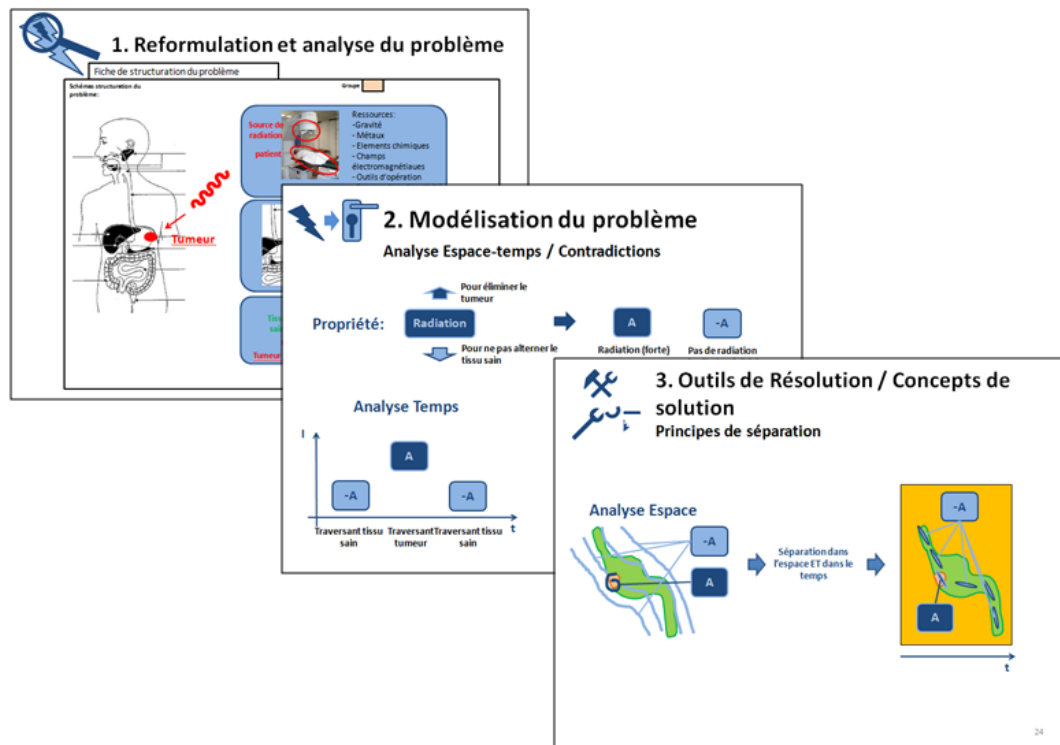 1. Reformulation et analyse du problème
Fiche de structuration du problème
Schémas structuration du
problème:
Groupe
Source de
radiation
patient
Ressources:
-Gravité
- Métaux
- Elements chimiques
- Champs
électromagnétiaues
- Outils d'opération
Tumeur
Tissu
sain
Tumeur
2. Modélisation du problème
Analyse Espace-temps / Contradictions
Pour éliminer le
tumeur
Propriété:
Radiation
A
-A
Pour ne pas alterner le
tissu sain
Radiation (forte)
Pas de radiation
Analyse Temps
I
A
-A
-A
t
Traversant tissu
sain
Traversant
tumeur
Traversant tissu
sain
3. Outils de Résolution / Concepts de
solution
Principes de séparation
Analyse Espace
-A
A
Séparation dans
l'espace ET dans le
temps
-A
A
t
24